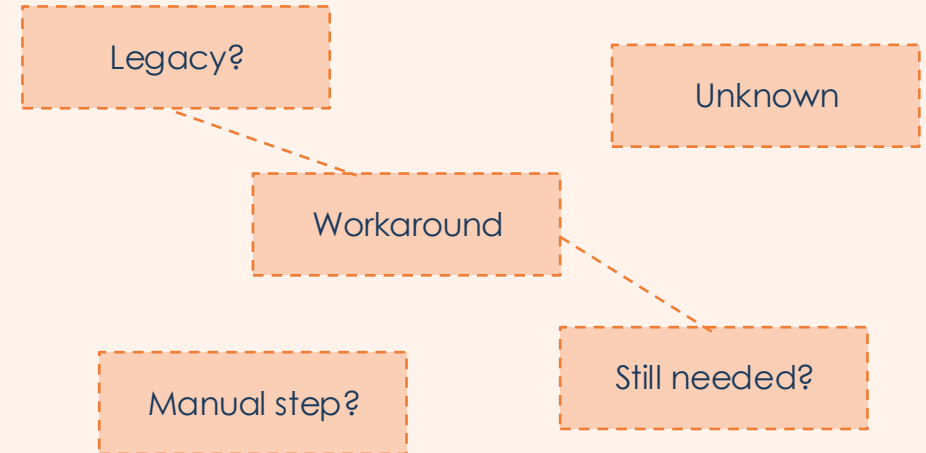 Legacy?
Unknown
Workaround
Still needed?
Manual step?